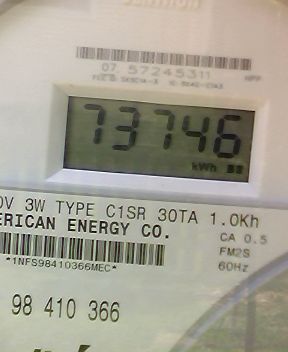 07 57245311
73746
kWh
0V 3W TYPE C1SR 30TA 1.0Kh
ERICAN ENERGY CO.
CA 0.5
FM2S
*1NFS98410366MEC*
60Hz
98 410 366